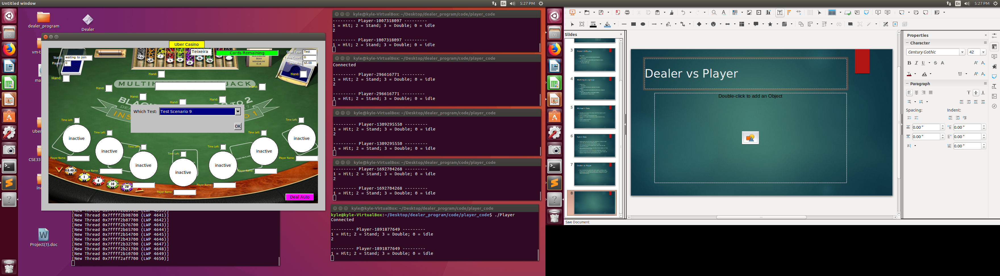 Untitled window
En
5:27 PM
dealer_program
Dealer
Uber Casino
Dealer Name:
Teixeira
Cards Remaining
Shoe Type:
Test
Status:
waiting to join
Table Count:
0
Players:
0
Table Min:
$5.00
MAXIMUM
500
MINIMUM
0.4
Hand:
Hand:
Hand:
Hand:
Hand:
Hand:
Hand:
Hand:
Which Test:
Test Scenario 9
OK
Time Left:
Time Left:
Time Left:
Time Left:
Time Left:
Time Left:
Time Left:
inactive
inactive
inactive
inactive
inactive
inactive
inactive
Player Name:
Player Name:
Player Name:
Player Name:
Player Name:
Player Name:
0.40
1
4
10
20
Deal Auto
[New Thread 0x7ffff2b98700 (LWP 4641)]
[New Thread 0x7ffff2b87700 (LWP 4642)]
[New Thread 0x7ffff2b76700 (LWP 4643)]
[New Thread 0x7ffff2b65700 (LWP 4644)]
[New Thread 0x7ffff2b54700 (LWP 4645)]
[New Thread 0x7ffff2b43700 (LWP 4646)]
[New Thread 0x7ffff2b32700 (LWP 4647)]
[New Thread 0x7ffff2b21700 (LWP 4648)]
[New Thread 0x7ffff2b10700 (LWP 4649)]
[New Thread 0x7ffff2aff700 (LWP 4650)]
Project(1).doc
kyle@kyle-VirtualBox: ~/Desktop/dealer_program/code/player_code
--------- Player-1007318097 ---------
1 = Hit; 2 = Stand; 3 = Double; 0 = idle
2
--------- Player-1007318097 ---------
1 = Hit; 2 = Stand; 3 = Double; 0 = idle
kyle@kyle-VirtualBox: ~/Desktop/dealer_program/code/player_code
Connected
--------- Player-296616771 ---------
1 = Hit; 2 = Stand; 3 = Double; 0 = idle
2
--------- Player-296616771 ---------
1 = Hit; 2 = Stand; 3 = Double; 0 = idle
kyle@kyle-VirtualBox: ~/Desktop/dealer_program/code/player_code
--------- Player-1309295550 ---------
1 = Hit; 2 = Stand; 3 = Double; 0 = idle
2
--------- Player-1309295550 ---------
1 = Hit; 2 = Stand; 3 = Double; 0 = idle
kyle@kyle-VirtualBox: ~/Desktop/dealer_program/code/player_code
--------- Player-1692704268 ---------
1 = Hit; 2 = Stand; 3 = Double; 0 = idle
2
--------- Player-1692704268 ---------
1 = Hit; 2 = Stand; 3 = Double; 0 = idle
kyle@kyle-VirtualBox: ~/Desktop/dealer_program/code/player_code
kyle@kyle-VirtualBox:~/Desktop/dealer_program/code/player_code$ ./Player
Connected
--------- Player-1891877649 ---------
1 = Hit; 2 = Stand; 3 = Double; 0 = idle
2
--------- Player-1891877649 ---------
1 = Hit; 2 = Stand; 3 = Double; 0 = idle
En
5:27 PM
Slides
3
Project Difficulty
4
Working as a group
5
Michael's Take
6
Kyle's Take
7
Dealer vs Player
8
Save Document
Dealer vs Player
Double-click to add an Object
Properties
Character
Century Gothic
42
Paragraph
Spacing:
Indent:
0.00 "
0.00 "
0.00 "
0.00 "
0.00 "